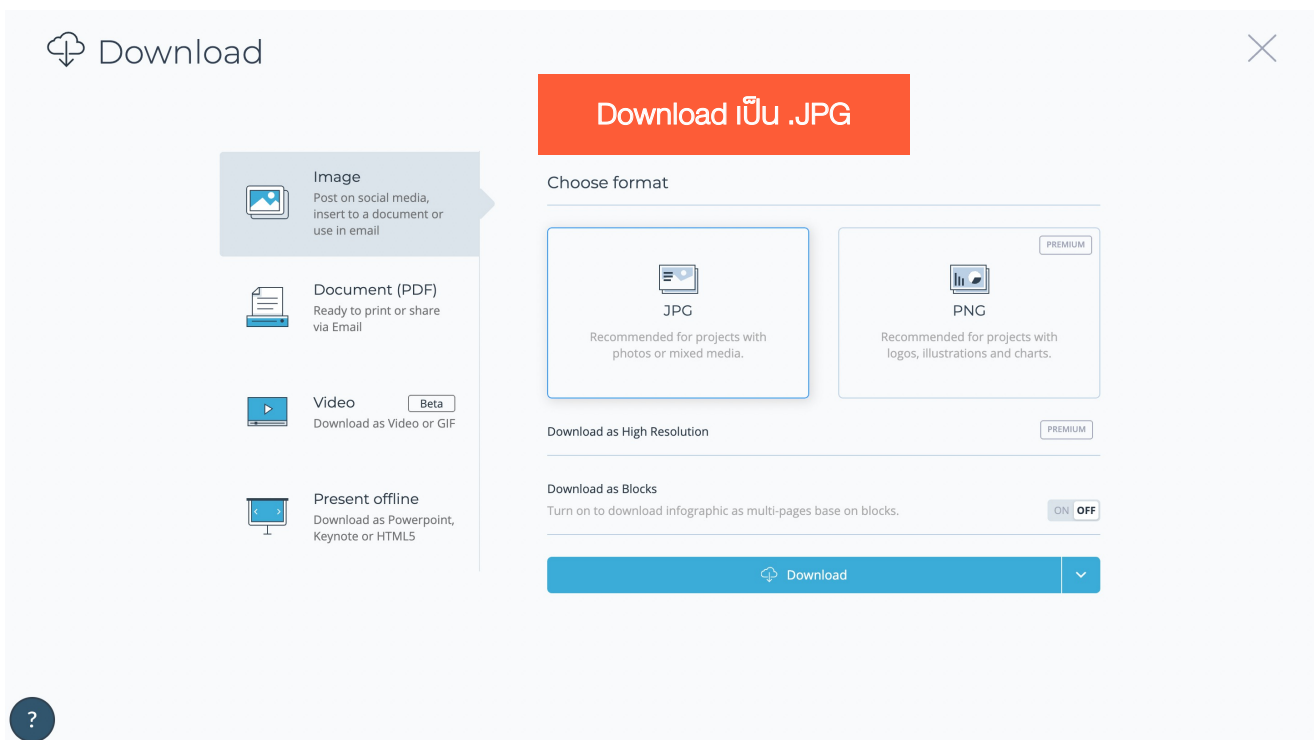 Download
Download เป็น .JPG
Image
Post on social media,
insert to a document or
use in email
Document (PDF)
Ready to print or share
via Email
Video
Beta
Download as Video or GIF
Present offline
Download as Powerpoint,
Keynote or HTML5
Choose format
JPG
Recommended for projects with
photos or mixed media.
PREMIUM
PNG
Recommended for projects with
logos, illustrations and charts.
Download as High Resolution
PREMIUM
Download as Blocks
Turn on to download infographic as multi-pages base on blocks.
ON OFF
Download
?